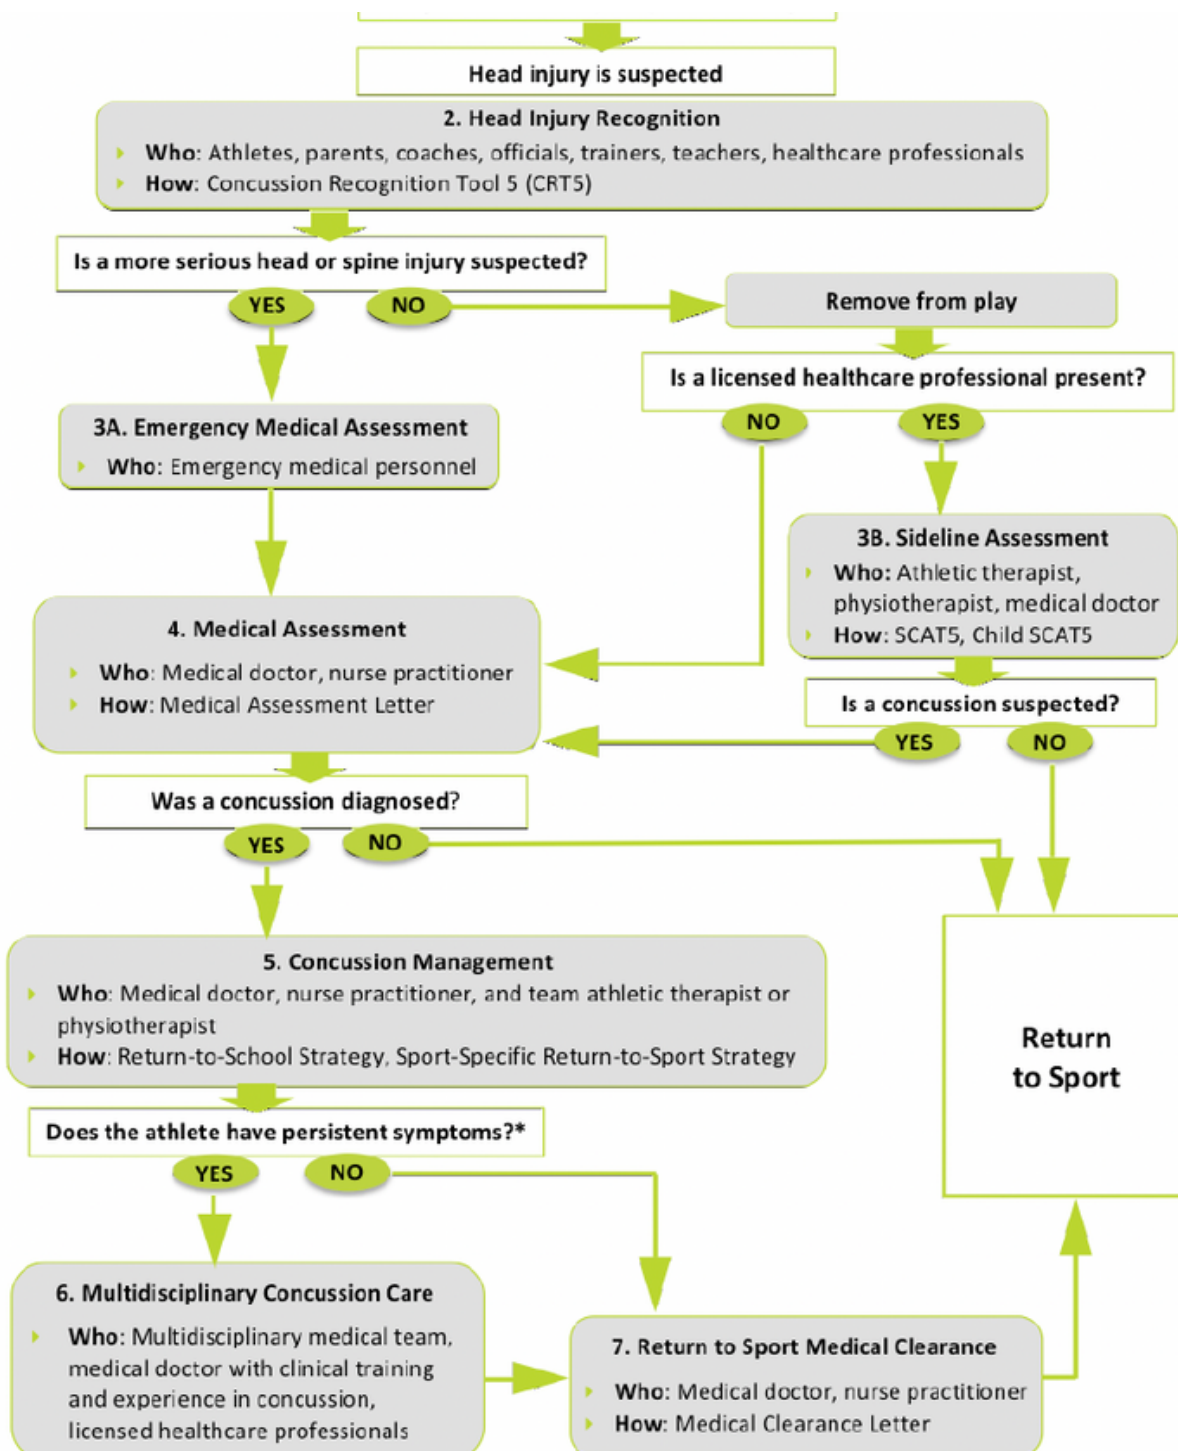 Head injury is suspected
2. Head Injury Recognition
Who: Athletes, parents, coaches, officials, trainers, teachers, healthcare professionals
How: Concussion Recognition Tool 5 (CRT5)
Is a more serious head or spine injury suspected?
YES
NO
Remove from play
Is a licensed healthcare professional present?
NO
YES
3A. Emergency Medical Assessment
Who: Emergency medical personnel
3B. Sideline Assessment
Who: Athletic therapist,
physiotherapist, medical doctor
How: SCAT5, Child SCAT5
4. Medical Assessment
Who: Medical doctor, nurse practitioner
How: Medical Assessment Letter
Is a concussion suspected?
YES
NO
Was a concussion diagnosed?
YES
NO
5. Concussion Management
Who: Medical doctor, nurse practitioner, and team athletic therapist or
physiotherapist
How: Return-to-School Strategy, Sport-Specific Return-to-Sport Strategy
Return
to Sport
Does the athlete have persistent symptoms?*
YES
NO
6. Multidisciplinary Concussion Care
Who: Multidisciplinary medical team,
medical doctor with clinical training
and experience in concussion,
licensed healthcare professionals
7. Return to Sport Medical Clearance
Who: Medical doctor, nurse practitioner
How: Medical Clearance Letter